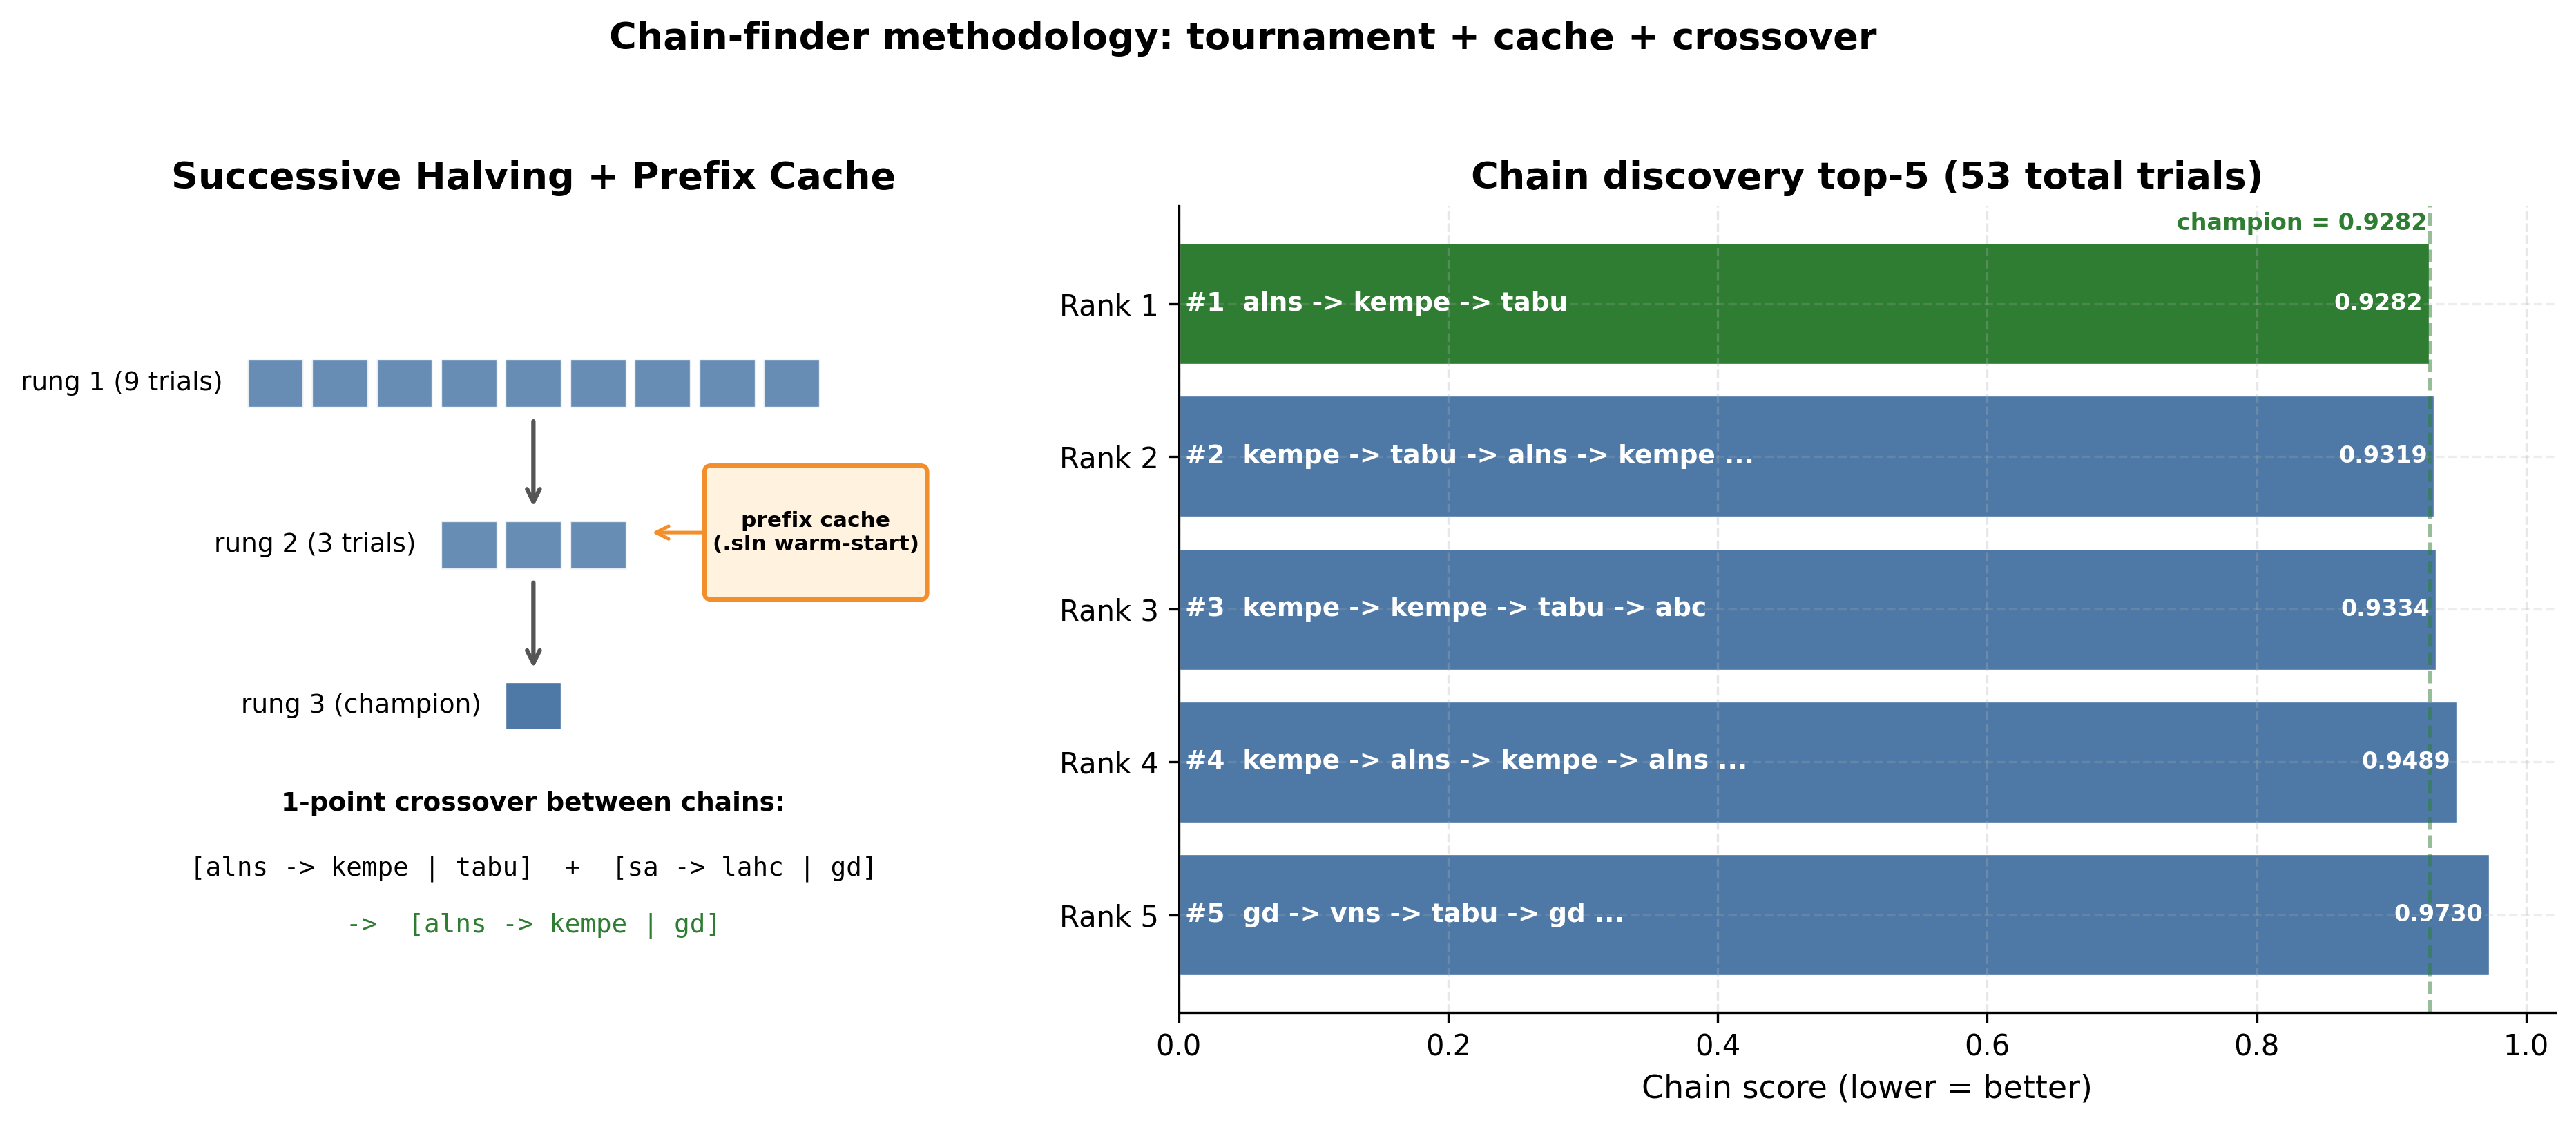 Chain-finder methodology: tournament + cache + crossover
Successive Halving + Prefix Cache
rung 1 (9 trials)
prefix cache
(.sln warm-start)
rung 2 (3 trials)
rung 3 (champion)
1-point crossover between chains:
[alns -> kempe | tabu]  +  [sa -> lahc | gd]
->  [alns -> kempe | gd]
Chain discovery top-5 (53 total trials)
champion = 0.9282
Rank 1 #1 alns -> kempe -> tabu 0.9282
Rank 2 #2 kempe -> tabu -> alns -> kempe ... 0.9319
Rank 3 #3 kempe -> kempe -> tabu -> abc 0.9334
Rank 4 #4 kempe -> alns -> kempe -> alns ... 0.9489
Rank 5 #5 gd -> vns -> tabu -> gd ... 0.9730
0.0 0.2 0.4 0.6 0.8 1.0
Chain score (lower = better)